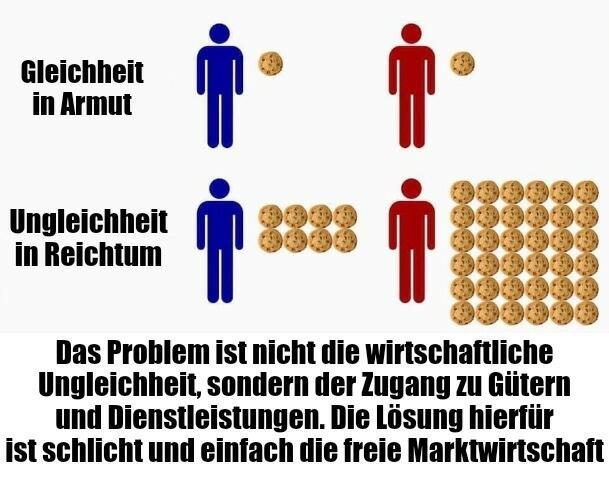 Gleichheit
in Armut
Ungleichheit
in Reichtum
Das Problem ist nicht die wirtschaftliche
Ungleichheit, sondern der Zugang zu Gütern
und Dienstleistungen. Die Lösung hierfür
ist schlicht und einfach die freie Marktwirtschaft